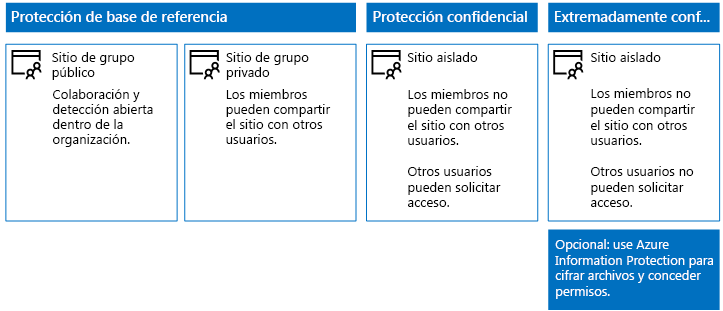 Protección de base de referencia
Protección confidencial
Extremadamente conf...
Sitio de grupo
público
Colaboración y
detección abierta
dentro de la
organización.
Sitio de grupo
privado
Los miembros
pueden compartir
el sitio con otros
usuarios.
Sitio aislado
Los miembros no
pueden compartir
el sitio con otros
usuarios.
Otros usuarios
pueden solicitar
acceso.
Sitio aislado
Los miembros no
pueden compartir
el sitio con otros
usuarios.
Otros usuarios no
pueden solicitar
acceso.
Opcional: use Azure
Information Protection para
cifrar archivos y conceder
permisos.